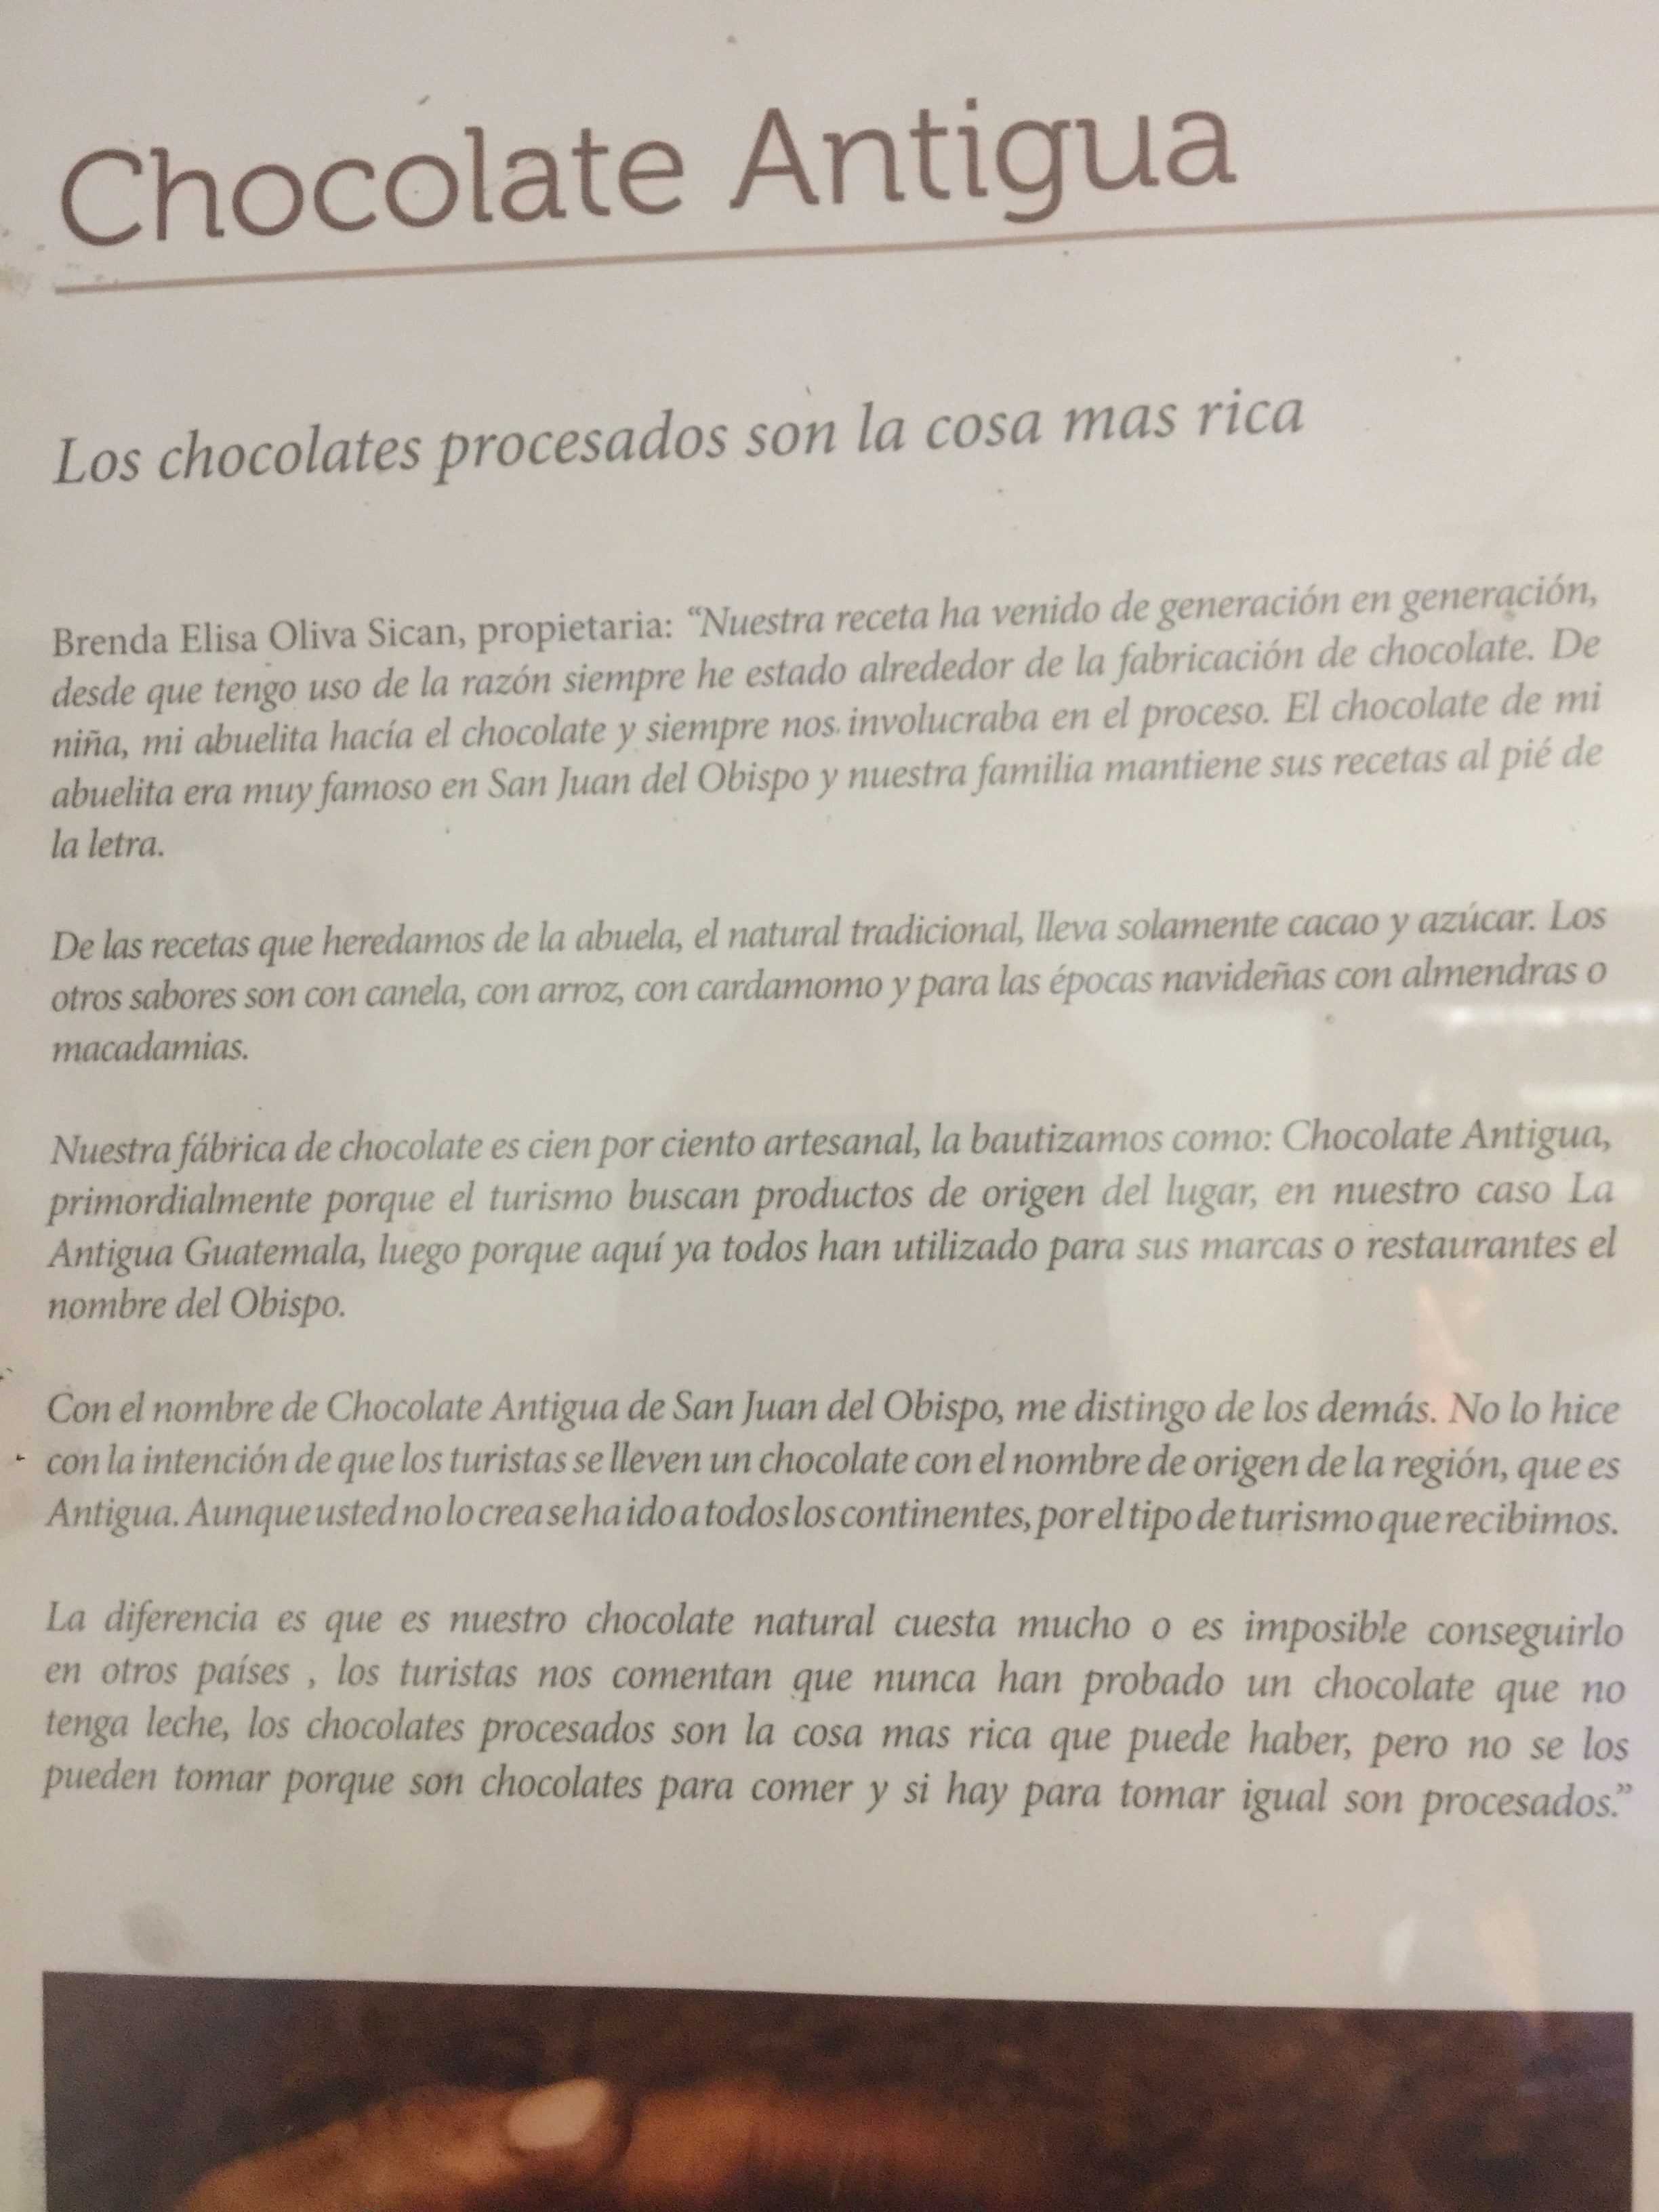 Chocolate Antigua
Los chocolates procesados son la cosa mas rica
Brenda Elisa Oliva Sican, propietaria: “Nuestra receta ha venido de generación en generación,
desde que tengo uso de la razón siempre he estado alrededor de la fabricación de chocolate. De
niña, mi abuelita hacía el chocolate y siempre nos involucraba en el proceso. El chocolate de mi
abuelita era muy famoso en San Juan del Obispo y nuestra familia mantiene sus recetas al pié de
la letra.
De las recetas que heredamos de la abuela, el natural tradicional, lleva solamente cacao y azúcar. Los
otros sabores son con canela, con arroz, con cardamomo y para las épocas navideñas con almendras o
macadamias.
Nuestra fábrica de chocolate es cien por ciento artesanal, la bautizamos como: Chocolate Antigua,
primordialmente porque el turismo buscan productos de origen del lugar, en nuestro caso La
Antigua Guatemala, luego porque aquí ya todos han utilizado para sus marcas o restaurantes el
nombre del Obispo.
Con el nombre de Chocolate Antigua de San Juan del Obispo, me distingo de los demás. No lo hice
con la intención de que los turistas se lleven un chocolate con el nombre de origen de la región, que es
Antigua. Aunque usted no lo crea se ha ido a todos los continentes, por el tipo de turismo que recibimos.
La diferencia es que es nuestro chocolate natural cuesta mucho o es imposible conseguirlo
en otros países , los turistas nos comentan que nunca han probado un chocolate que no
tenga leche, los chocolates procesados son la cosa mas rica que puede haber, pero no se los
pueden tomar porque son chocolates para comer y si hay para tomar igual son procesados.”